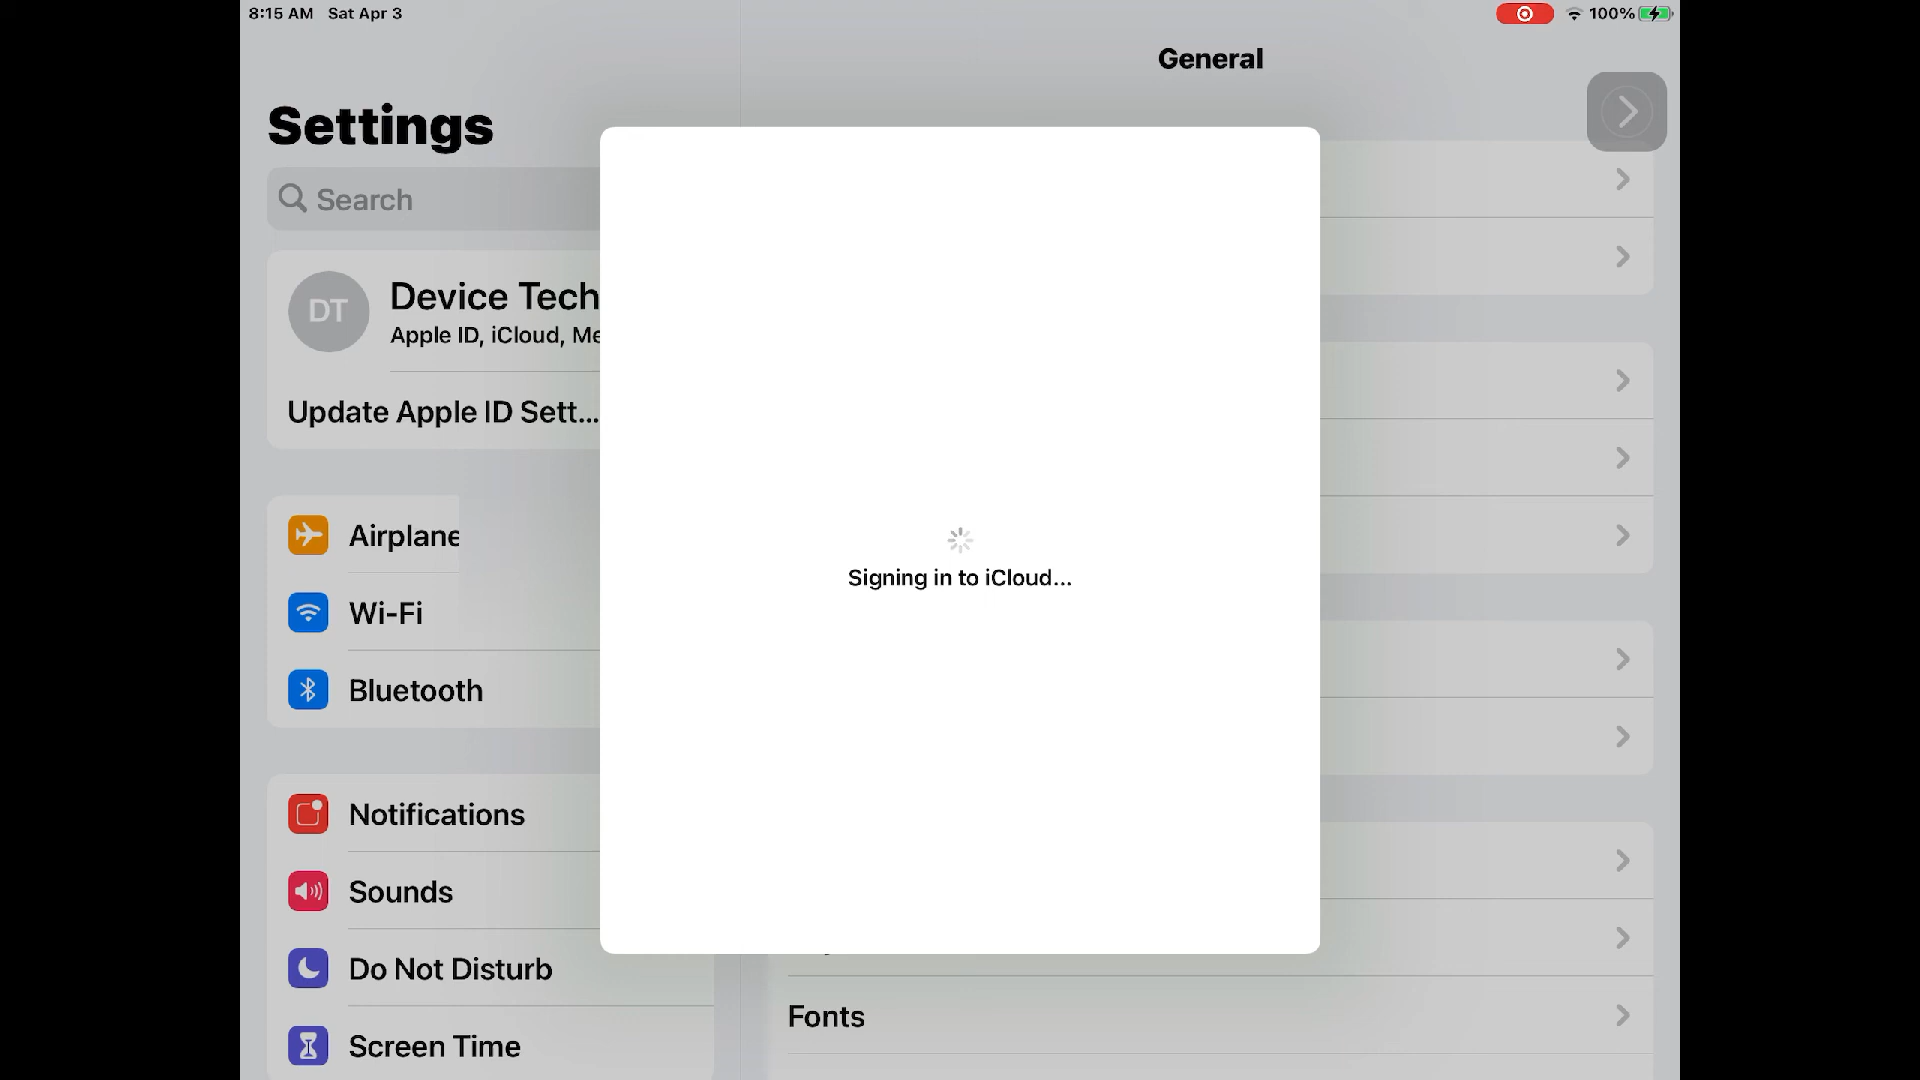 8:15 AM Sat Apr 3
100%
General
Settings
Search
DT
Device Tech
Apple ID, iCloud, Me
Update Apple ID Sett...
Airplane
Wi-Fi
Bluetooth
Notifications
Sounds
Do Not Disturb
Screen Time
Signing in to iCloud...
Fonts